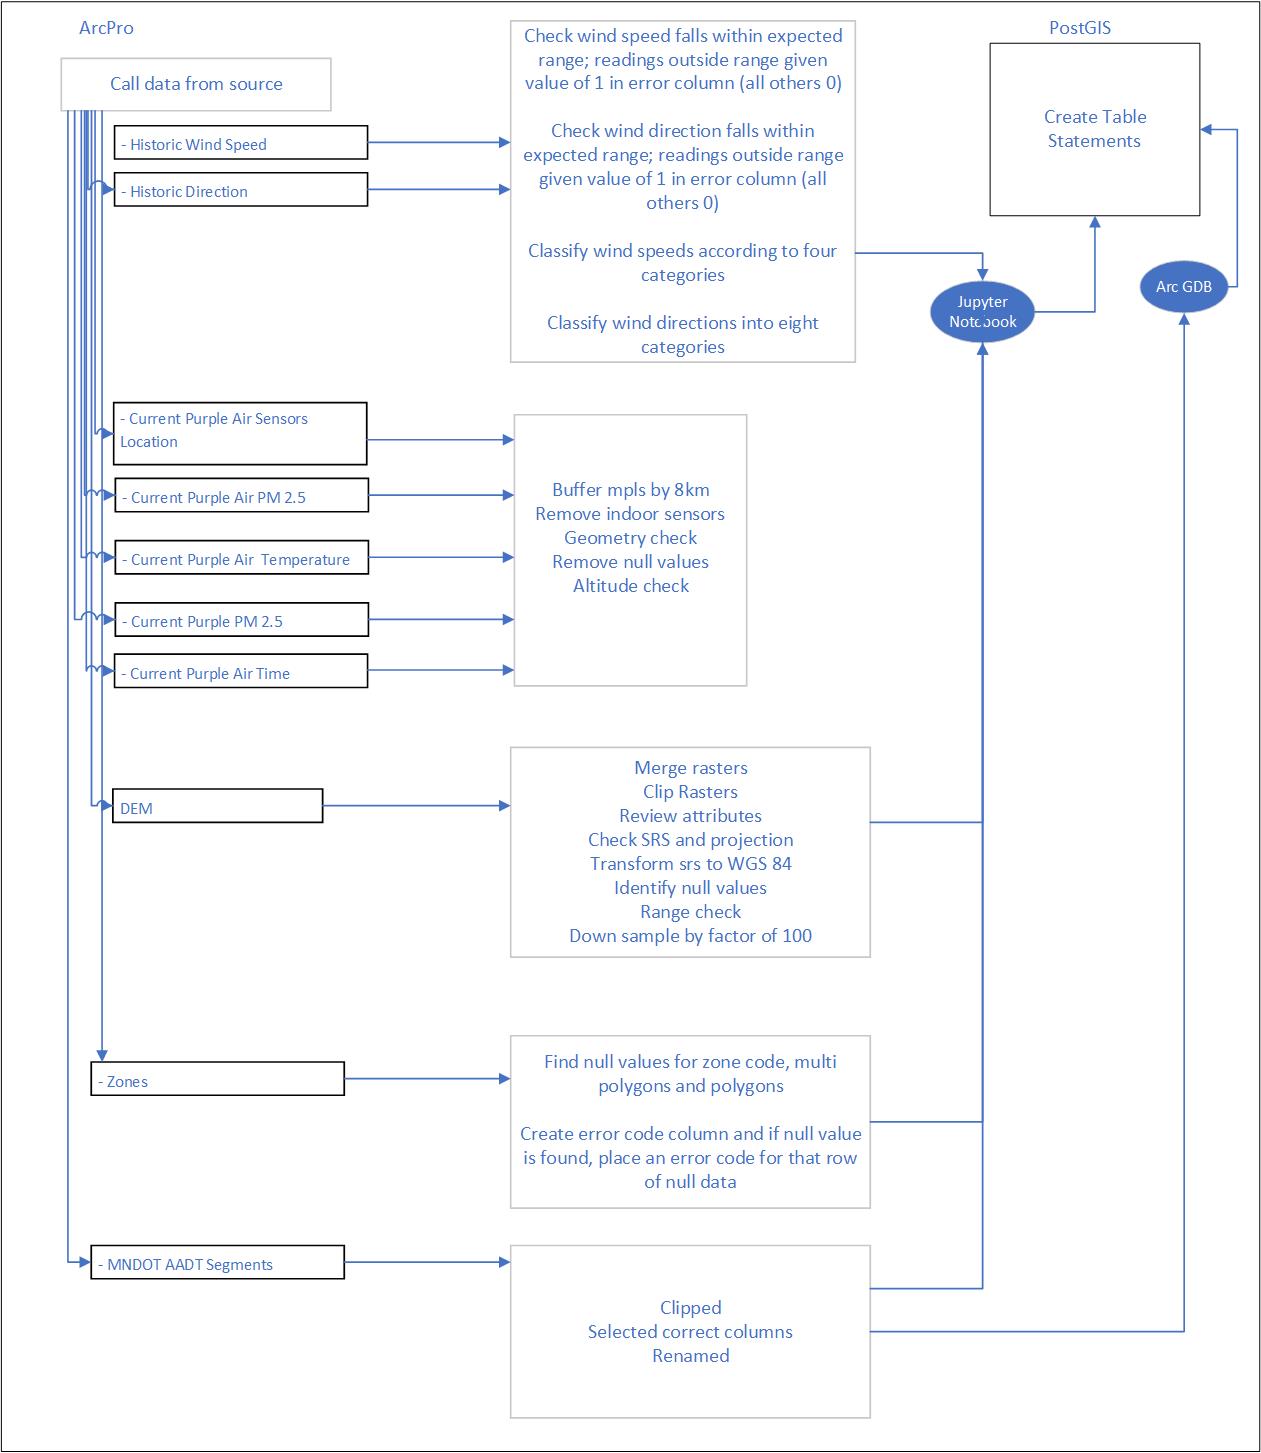 ArcPro
PostGIS
Call data from source
- Historic Wind Speed
- Historic Direction
Check wind speed falls within expected
range; readings outside range given
value of 1 in error column (all others 0)
Check wind direction falls within
expected range; readings outside range
given value of 1 in error column (all
others 0)
Classify wind speeds according to four
categories
Classify wind directions into eight
categories
Create Table
Statements
Jupyter
Notebook
Arc GDB
- Current Purple Air Sensors
Location
- Current Purple Air PM 2.5
- Current Purple Air  Temperature
- Current Purple PM 2.5
- Current Purple Air Time
Buffer mpls by 8km
Remove indoor sensors
Geometry check
Remove null values
Altitude check
DEM
Merge rasters
Clip Rasters
Review attributes
Check SRS and projection
Transform srs to WGS 84
Identify null values
Range check
Down sample by factor of 100
- Zones
Find null values for zone code, multi
polygons and polygons
Create error code column and if null value
is found, place an error code for that row
of null data
- MNDOT AADT Segments
Clipped
Selected correct columns
Renamed